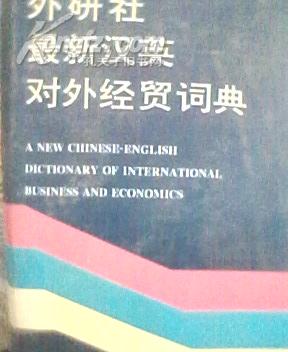 外研社
最新汉英
对外经贸词典
A NEW CHINESE-ENGLISH
DICTIONARY OF INTERNATIONAL
BUSINESS AND ECONOMICS